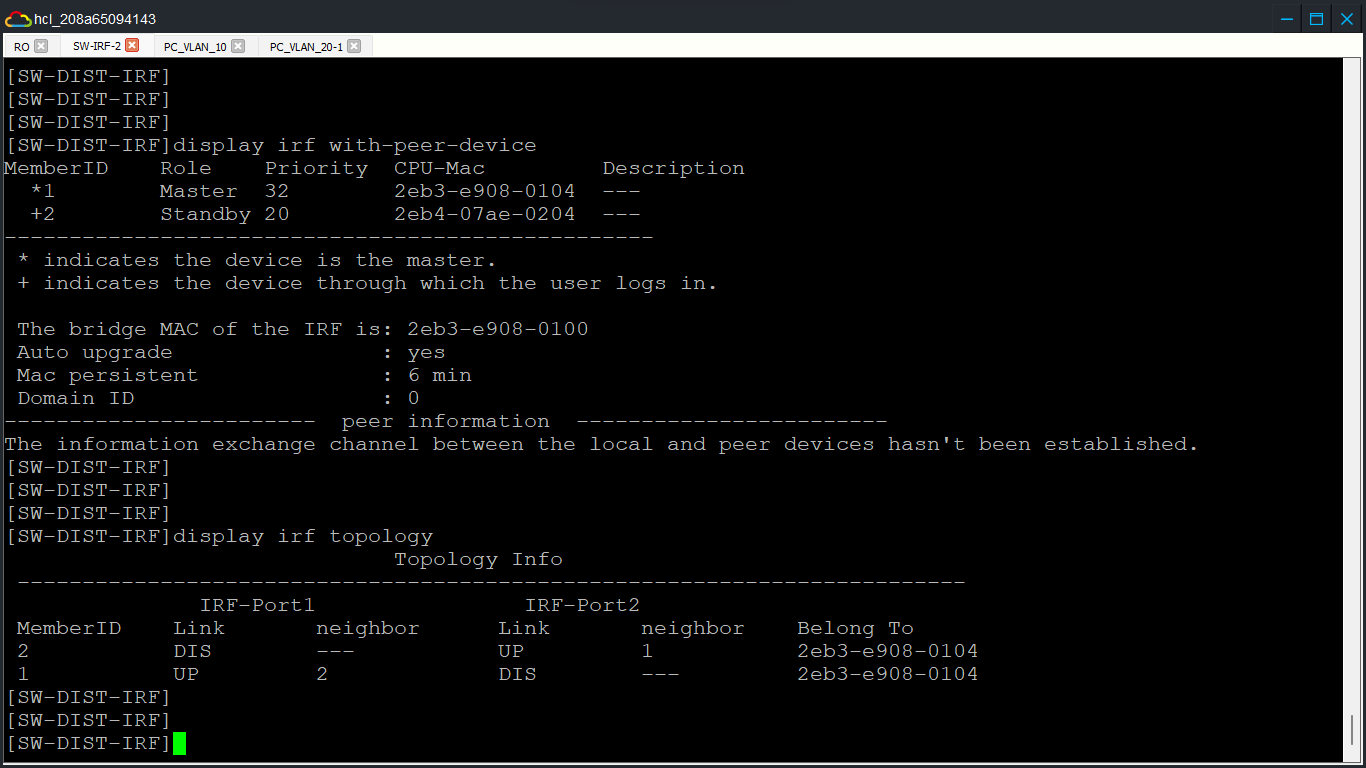 hcl_208a65094143
RO SW-IRF-2 PC_VLAN_10 PC_VLAN_20-1
[SW-DIST-IRF]
[SW-DIST-IRF]
[SW-DIST-IRF]
[SW-DIST-IRF]display irf with-peer-device
MemberID    Role    Priority  CPU-Mac         Description
  *1        Master  32        2eb3-e908-0104  ---
  +2        Standby 20        2eb4-07ae-0204  ---
--------------------------------------------------
 * indicates the device is the master.
 + indicates the device through which the user logs in.
 The bridge MAC of the IRF is: 2eb3-e908-0100
 Auto upgrade                : yes
 Mac persistent              : 6 min
 Domain ID                   : 0
------------------------  peer information  ------------------------
The information exchange channel between the local and peer devices hasn't been established.
[SW-DIST-IRF]
[SW-DIST-IRF]
[SW-DIST-IRF]
[SW-DIST-IRF]display irf topology
                              Topology Info
 -------------------------------------------------------------------------
               IRF-Port1                IRF-Port2
 MemberID    Link       neighbor      Link       neighbor    Belong To
 2           DIS        ---           UP         1           2eb3-e908-0104
 1           UP         2             DIS        ---         2eb3-e908-0104
[SW-DIST-IRF]
[SW-DIST-IRF]
[SW-DIST-IRF]